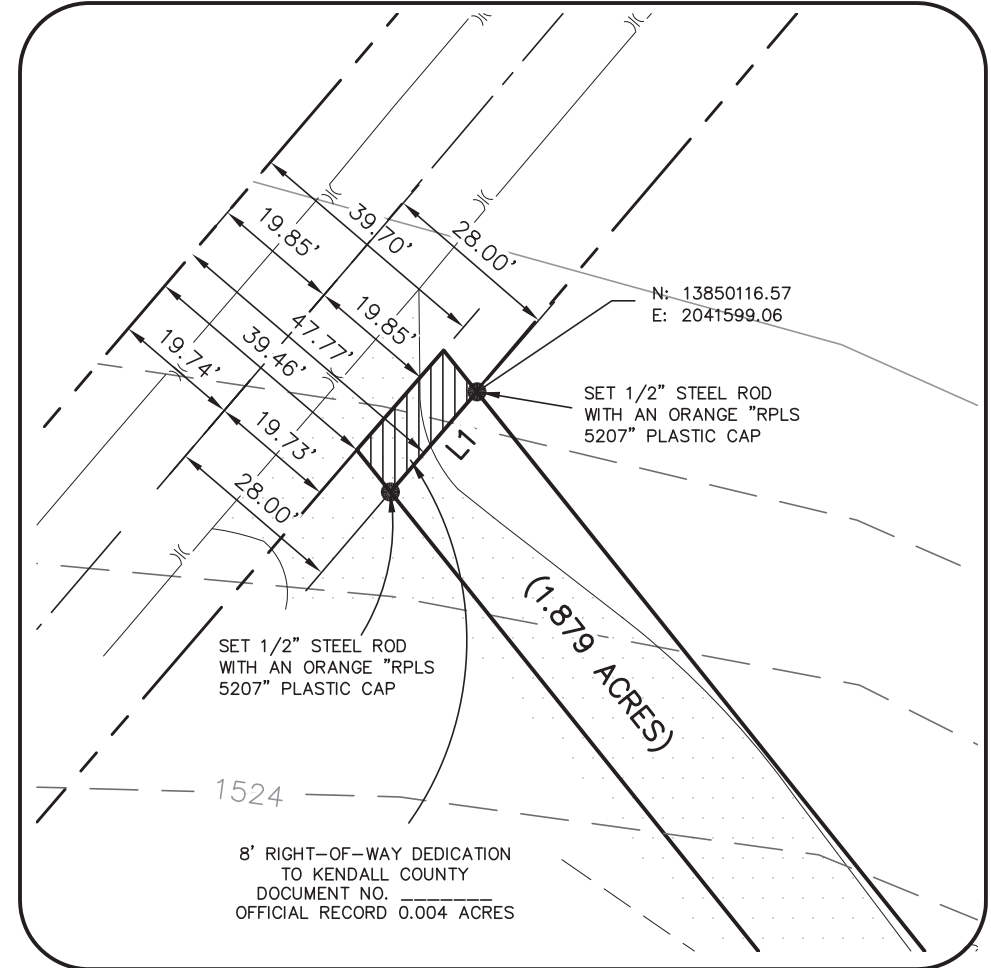 39.70’
28.00’
19.85’
19.85’
47.77’
39.46’
19.74’
19.73’
28.00’
N: 13850116.57
E: 2041599.06
SET 1/2” STEEL ROD
WITH AN ORANGE ”RPLS
5207” PLASTIC CAP
L1
(1.879 ACRES)
SET 1/2” STEEL ROD
WITH AN ORANGE ”RPLS
5207” PLASTIC CAP
1524
8’ RIGHT–OF–WAY DEDICATION
TO KENDALL COUNTY
DOCUMENT NO. _______
OFFICIAL RECORD 0.004 ACRES